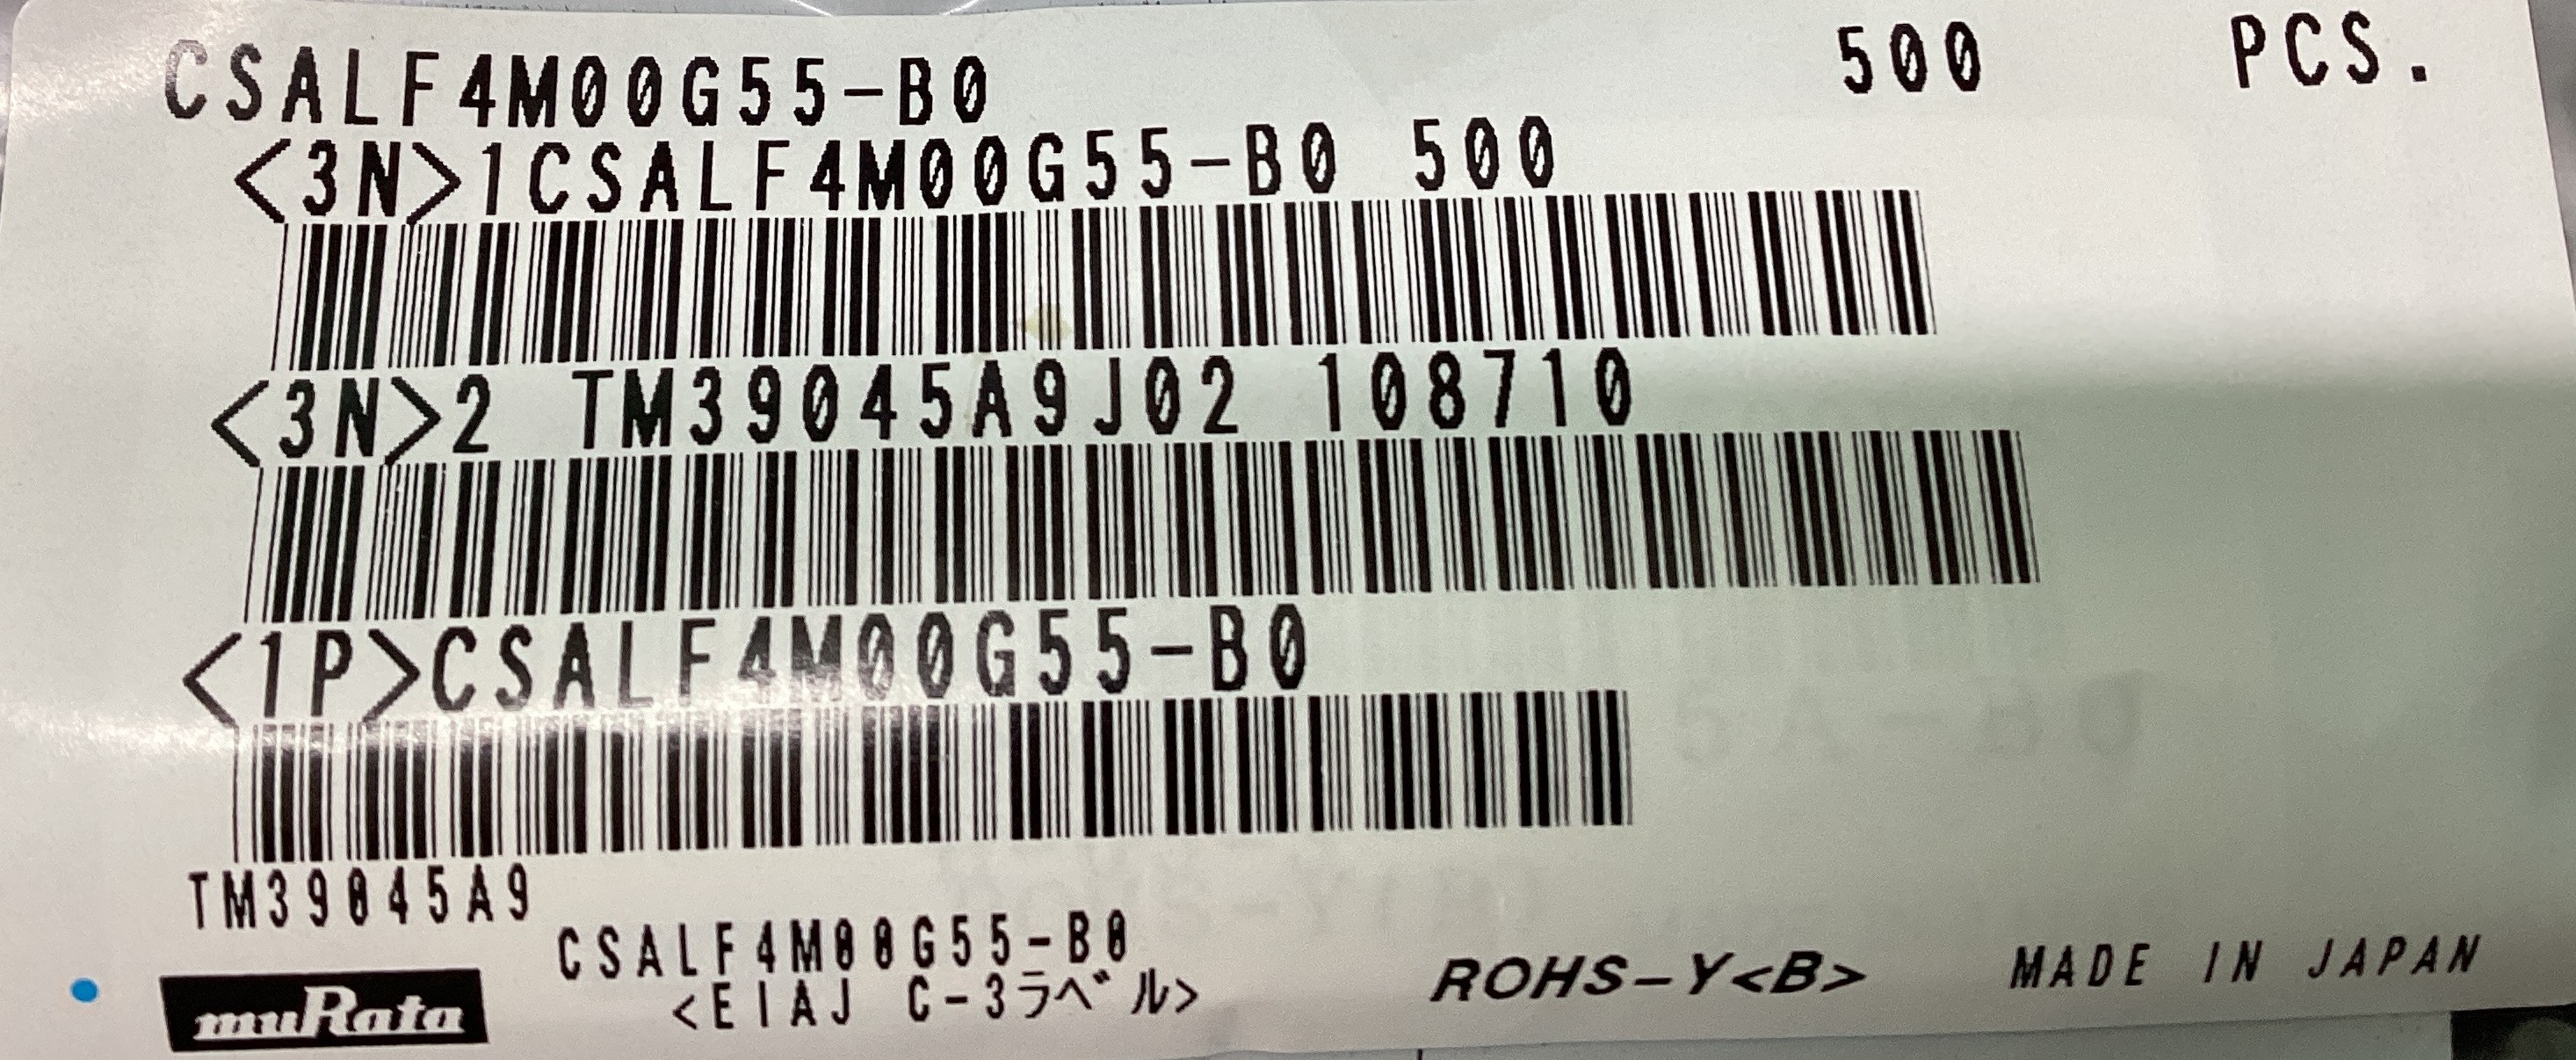 CSALF4M00G55-B0 500 PCS.
<3N>1CSALF4M00G55-B0 500
<3N>2 TM39045A9J02 108710
<1P>CSALF4M00G55-B0
TM39045A9
CSALF4M00G55-B0
<EIAJ C-3ラベル>
muRata
ROHS-Y<B>
MADE IN JAPAN